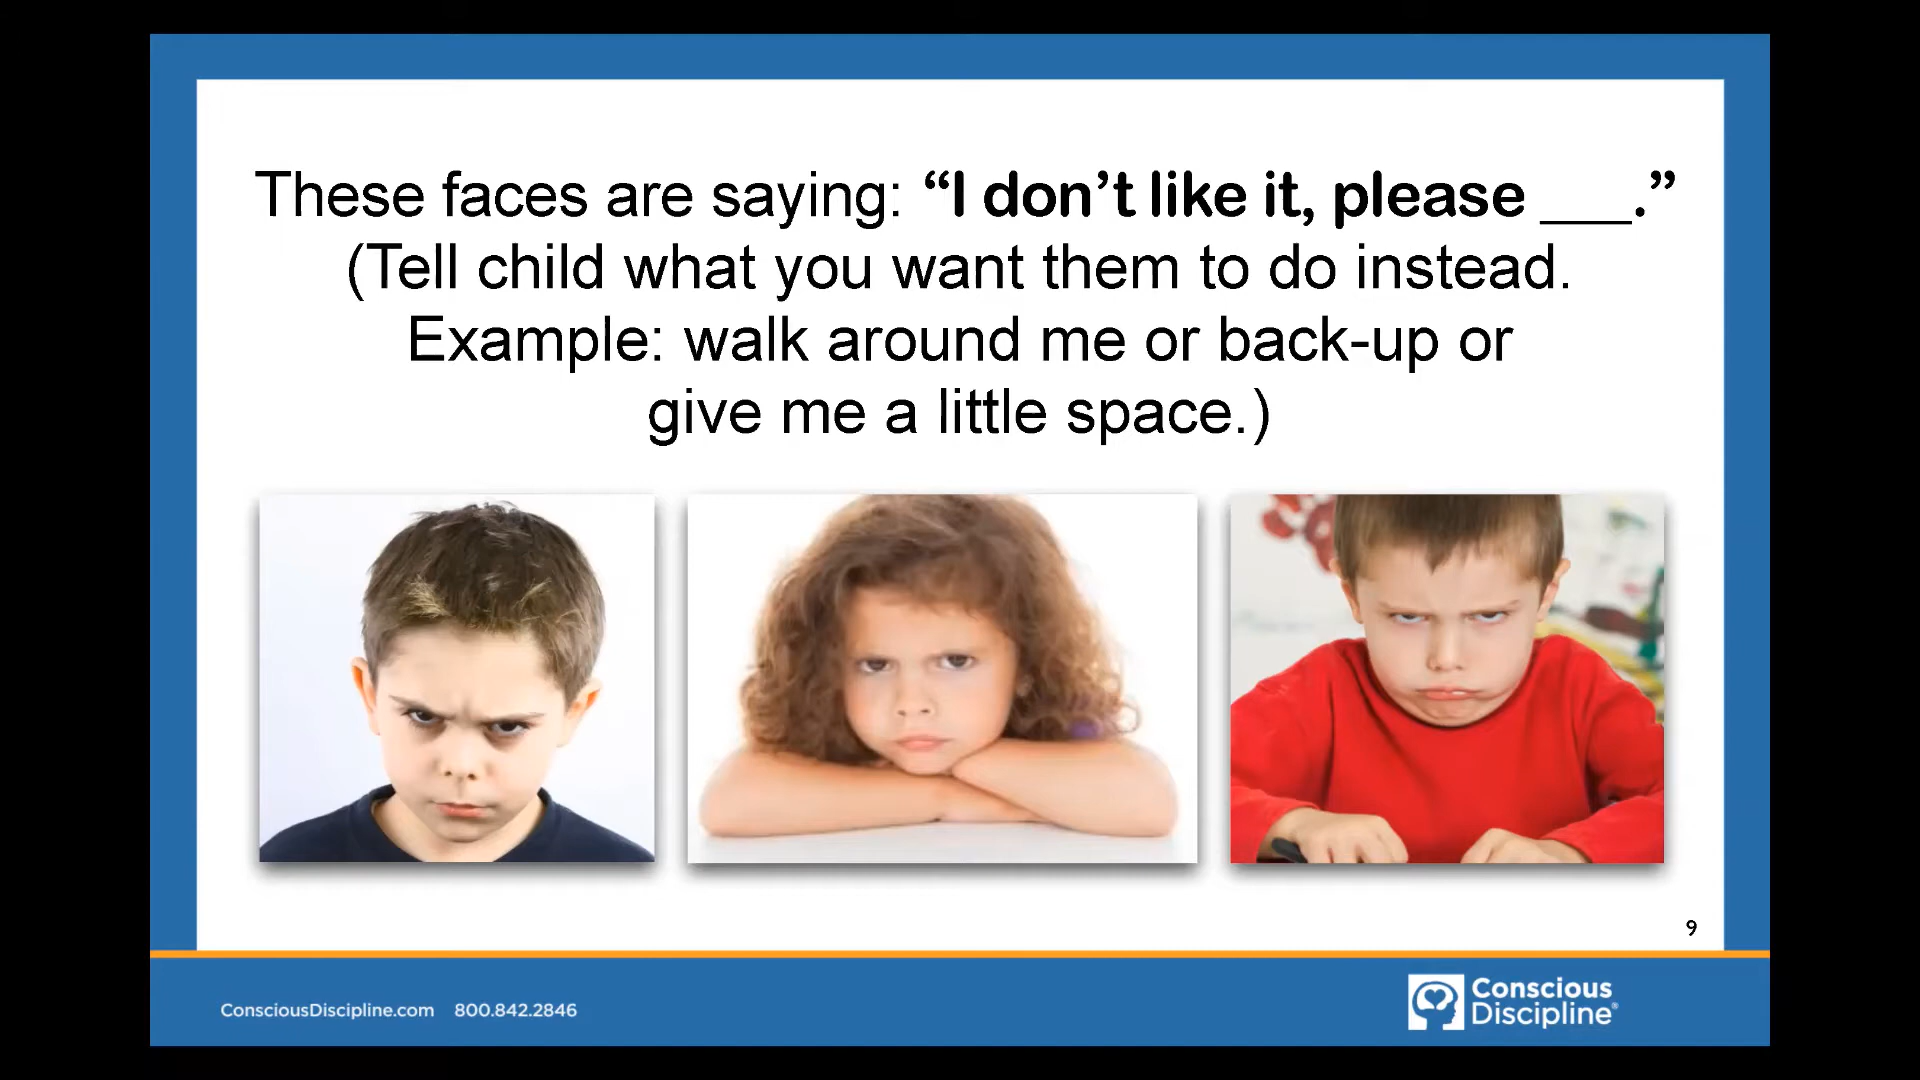 These faces are saying: “I don’t like it, please ___.”
(Tell child what you want them to do instead.
Example: walk around me or back-up or
give me a little space.)
9
ConsciousDiscipline.com 800.842.2846
Conscious
Discipline®